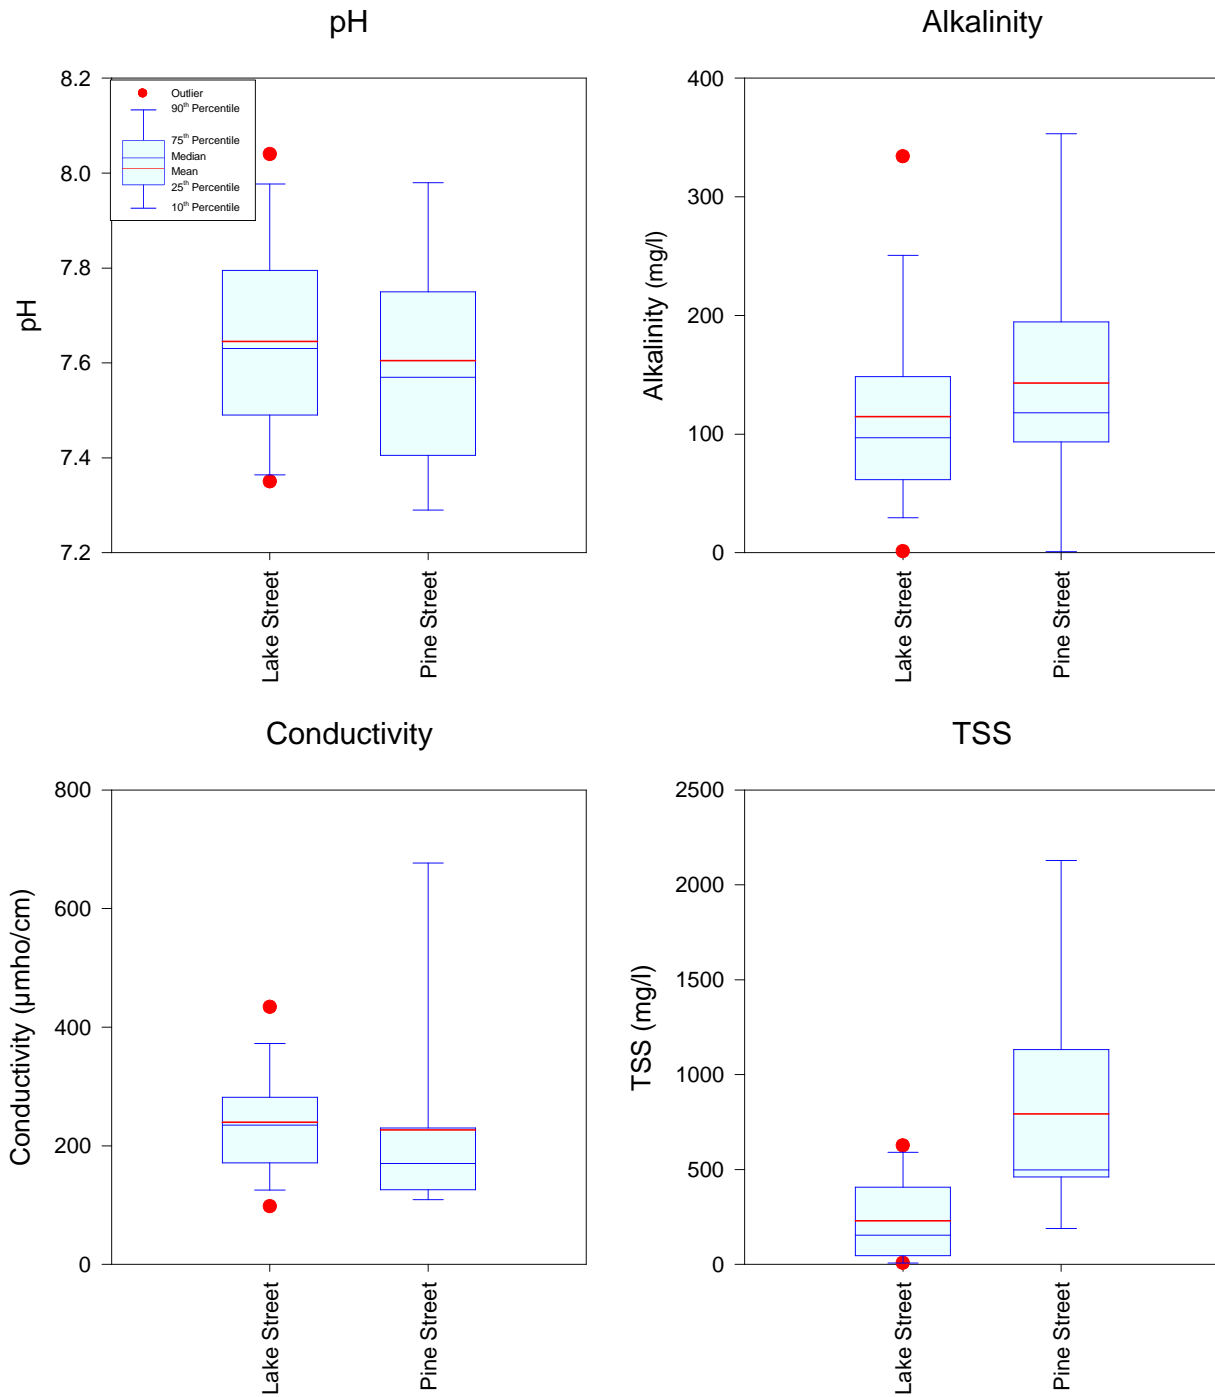 pH
8.2
8.0
7.8
7.6
7.4
7.2
pH
Outlier
90th Percentile
75th Percentile
Median
Mean
25th Percentile
10th Percentile
Lake Street
Pine Street
Alkalinity
400
300
200
100
0
Alkalinity (mg/l)
Lake Street
Pine Street
Conductivity
800
600
400
200
0
Conductivity (µmho/cm)
Lake Street
Pine Street
TSS
2500
2000
1500
1000
500
0
TSS (mg/l)
Lake Street
Pine Street